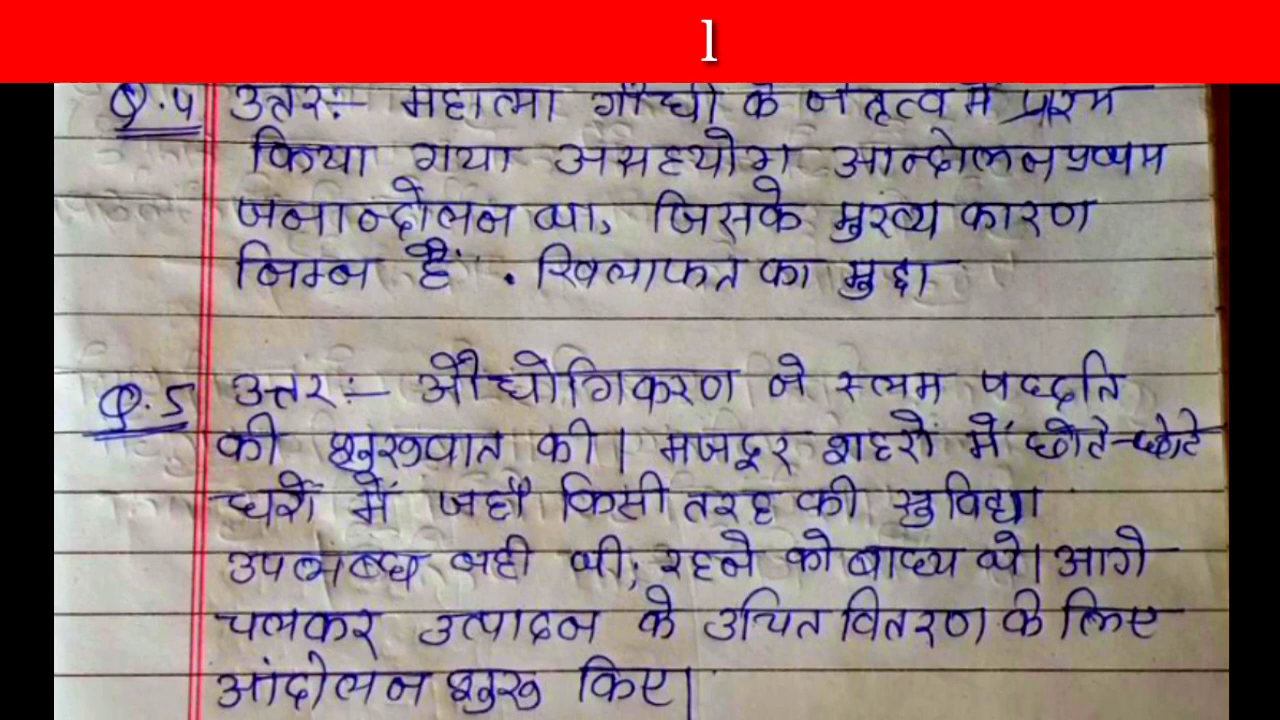 1
Q.4 उत्तर:- महात्मा गाँधी के नेतृत्व में प्रारंभ
किया गया असहयोग आन्दोलन प्रथम
जनान्दोलन था, जिसके मुख्य कारण
निम्न हैं . खिलाफत का मुद्दा
Q.5 उत्तर:- औद्योगिकरण ने स्लम पद्धति
की शुरुवात की। मजदूर शहरों में छोटे-छोटे
घरों में जहाँ किसी तरह की सुविधा
उपलब्ध नही थी, रहने को बाध्य थे। आगे
चलकर उत्पादन के उचित वितरण के लिए
आंदोलन शुरु किए।